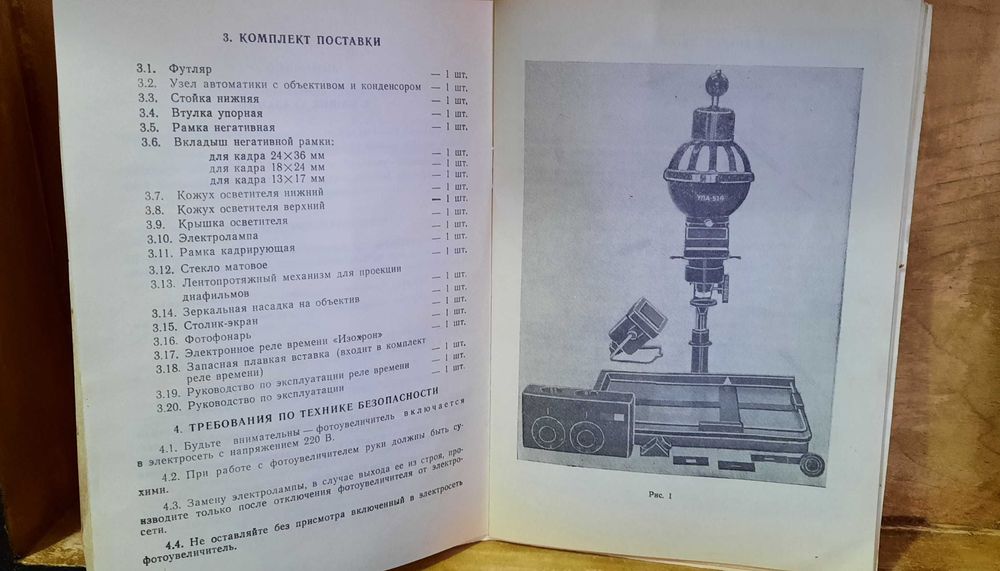 3. КОМПЛЕКТ ПОСТАВКИ
3.1. Футляр — 1 шт.
3.2. Узел автоматики с объективом и конденсором — 1 шт.
3.3. Стойка нижняя — 1 шт.
3.4. Втулка упорная — 1 шт.
3.5. Рамка негативная — 1 шт.
3.6. Вкладыш негативной рамки:
для кадра 24×36 мм — 1 шт.
для кадра 18×24 мм — 1 шт.
для кадра 13×17 мм — 1 шт.
3.7. Кожух осветителя нижний — 1 шт.
3.8. Кожух осветителя верхний — 1 шт.
3.9. Крышка осветителя — 1 шт.
3.10. Электролампа — 1 шт.
3.11. Рамка кадрирующая — 1 шт.
3.12. Стекло матовое — 1 шт.
3.13. Лентопротяжный механизм для проекции
диафильмов — 1 шт.
3.14. Зеркальная насадка на объектив — 1 шт.
3.15. Столик-экран — 1 шт.
3.16. Фотофонарь — 1 шт.
3.17. Электронное реле времени «Изохрон» — 1 шт.
3.18. Запасная плавкая вставка (входит в комплект
реле времени) — 1 шт.
3.19. Руководство по эксплуатации реле времени — 1 шт.
3.20. Руководство по эксплуатации — 1 шт.
4. ТРЕБОВАНИЯ ПО ТЕХНИКЕ БЕЗОПАСНОСТИ
4.1. Будьте внимательны — фотоувеличитель включается
в электросеть с напряжением 220 В.
4.2. При работе с фотоувеличителем руки должны быть су-
хими.
4.3. Замену электролампы, в случае выхода ее из строя, про-
изводите только после отключения фотоувеличителя от электро-
сети.
4.4. Не оставляйте без присмотра включенный в электросеть
фотоувеличитель.
УПА-514
Рис. 1